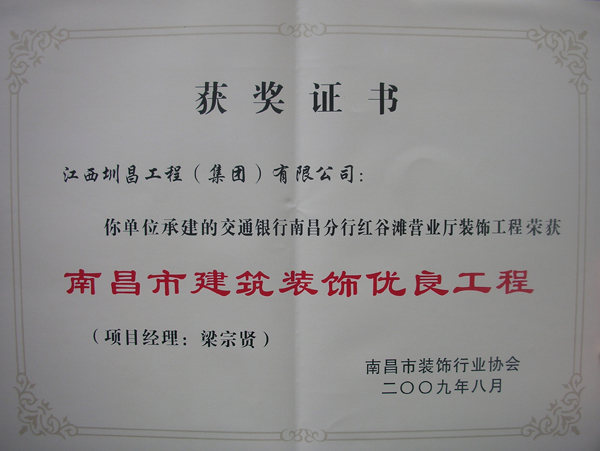 获奖证书
江西圳昌工程（集团）有限公司：
你单位承建的交通银行南昌分行红谷滩营业厅装饰工程荣获
南昌市建筑装饰优良工程
（项目经理：梁宗贤）
南昌市装饰行业协会
二〇〇九年八月